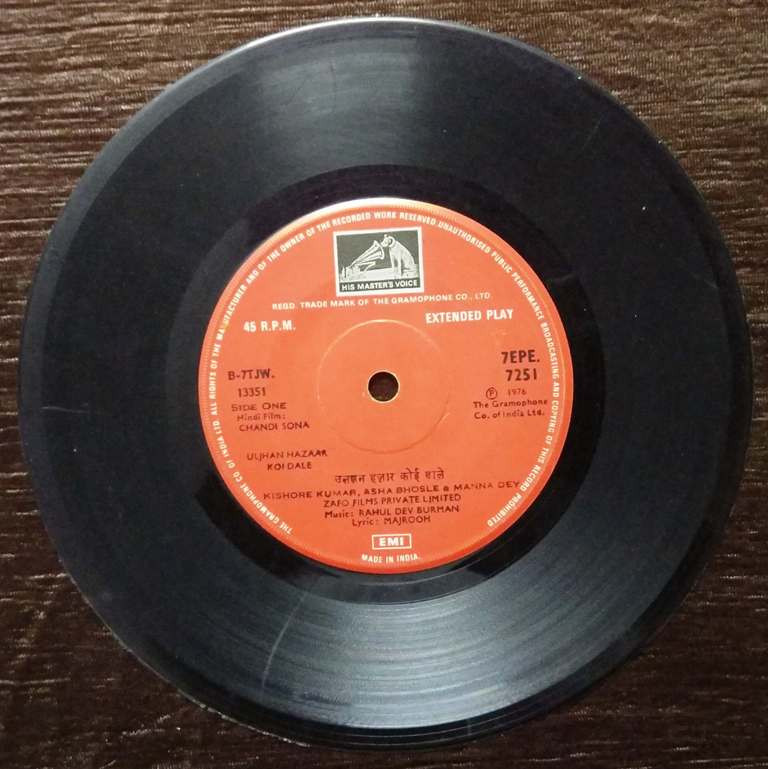 THE GRAMOPHONE CO. OF INDIA LTD. ALL RIGHTS OF THE MANUFACTURER AND OF THE OWNER OF THE RECORDED WORK RESERVED UNAUTHORISED PUBLIC PERFORMANCE BROADCASTING AND COPYING OF THIS RECORD PROHIBITED
HIS MASTER'S VOICE
REGD. TRADE MARK OF THE GRAMOPHONE CO., LTD.
45 R.P.M.
EXTENDED PLAY
B-7TJW.
13351
7EPE.
7251
SIDE ONE
Hindi Film:
CHANDI SONA
Ⓟ 1976
The Gramophone
Co. of India Ltd.
ULJHAN HAZAAR
KOI DALE
उलझन हज़ार कोई डाले
KISHORE KUMAR, ASHA BHOSLE & MANNA DEY
ZAFO FILMS PRIVATE LIMITED
Music: RAHUL DEV BURMAN
Lyric: MAJROOH
EMI
MADE IN INDIA.